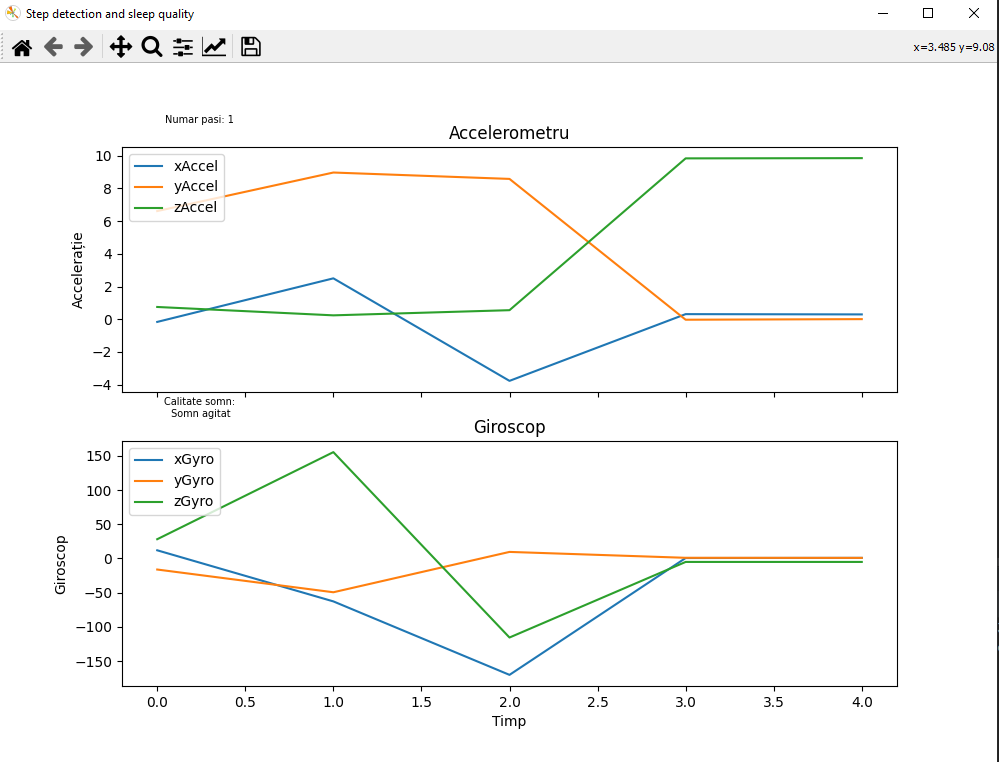 Step detection and sleep quality
x=3.485 y=9.08
Numar pasi: 1
Accelerometru
10
8
6
4
2
0
−2
−4
Accelerație
xAccel
yAccel
zAccel
Calitate somn:
Somn agitat
Giroscop
150
100
50
0
−50
−100
−150
Giroscop
xGyro
yGyro
zGyro
0.0 0.5 1.0 1.5 2.0 2.5 3.0 3.5 4.0
Timp